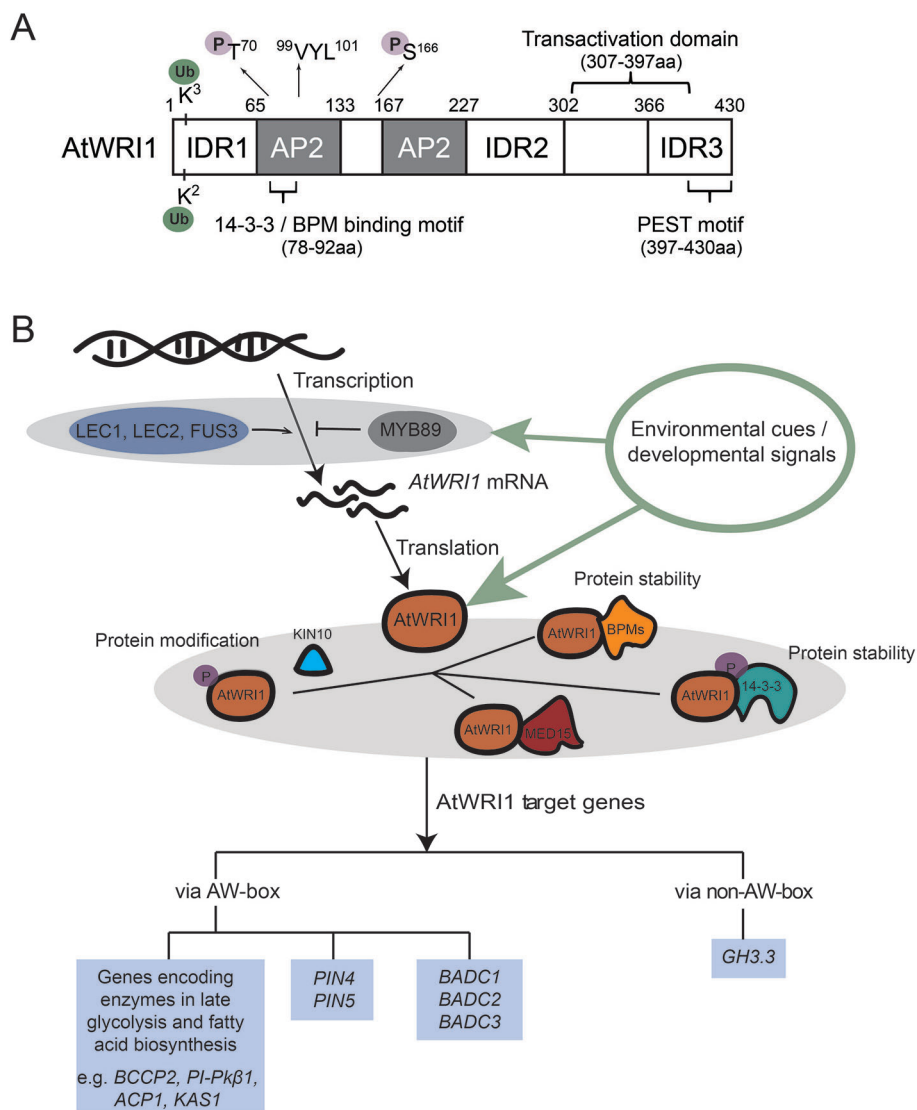 A
P T⁷⁰
⁹⁹VYL¹⁰¹
P S¹⁶⁶
Transactivation domain
(307-397aa)
Ub
K³
1 65 133 167 227 302 366 430
AtWRI1 IDR1 AP2 AP2 IDR2 IDR3
K²
Ub
14-3-3 / BPM binding motif
(78-92aa)
PEST motif
(397-430aa)
B
Transcription
LEC1, LEC2, FUS3
MYB89
Environmental cues /
developmental signals
AtWRI1 mRNA
Translation
AtWRI1
Protein stability
AtWRI1 BPMs
Protein modification
KIN10
P
AtWRI1
Protein stability
P
AtWRI1 14-3-3
AtWRI1 MED15
AtWRI1 target genes
via AW-box
via non-AW-box
Genes encoding
enzymes in late
glycolysis and fatty
acid biosynthesis
e.g. BCCP2, PI-Pkβ1,
ACP1, KAS1
PIN4
PIN5
BADC1
BADC2
BADC3
GH3.3